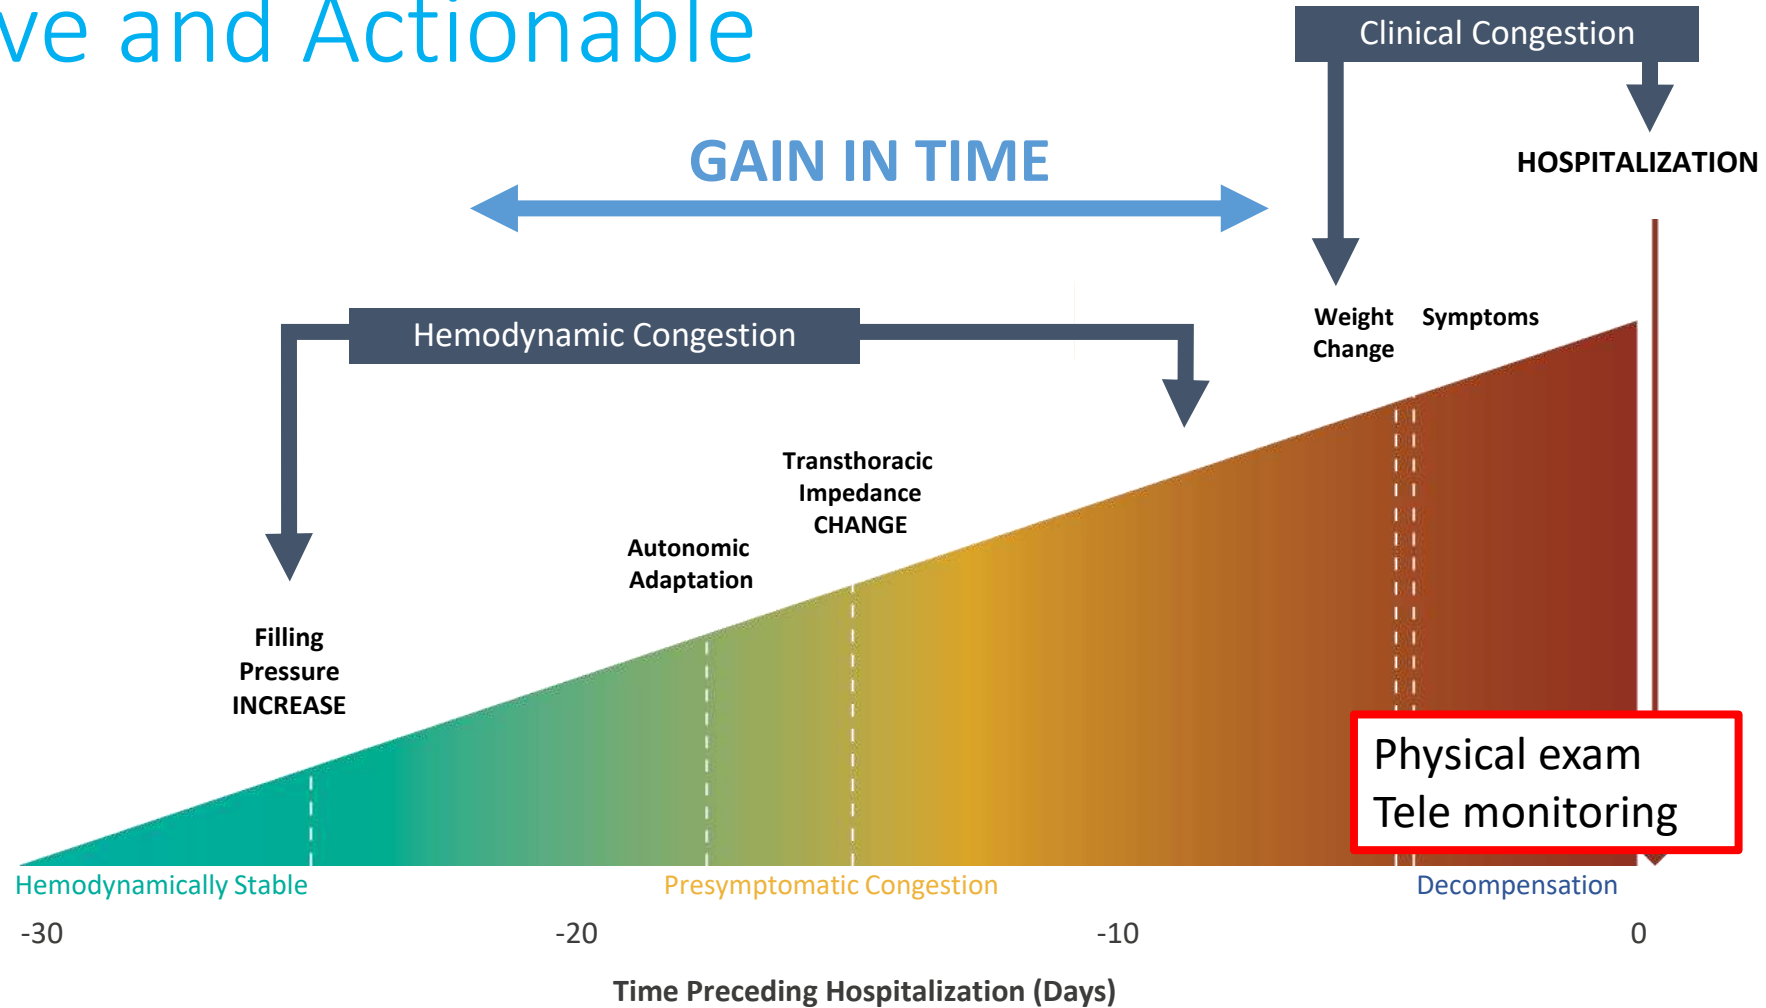 ve and Actionable
Clinical Congestion
GAIN IN TIME
HOSPITALIZATION
Hemodynamic Congestion
Weight
Change
Symptoms
Transthoracic
Impedance
CHANGE
Autonomic
Adaptation
Filling
Pressure
INCREASE
Physical exam
Tele monitoring
Hemodynamically Stable
Presymptomatic Congestion
Decompensation
-30
-20
-10
0
Time Preceding Hospitalization (Days)